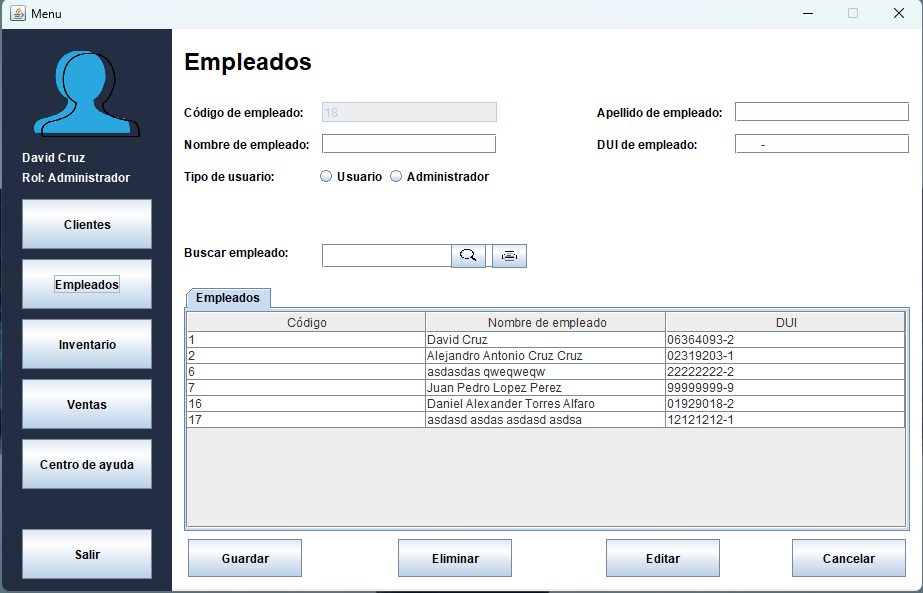 Menu
David Cruz
Rol: Administrador
Clientes
Empleados
Inventario
Ventas
Centro de ayuda
Salir
Empleados
Código de empleado: 18
Apellido de empleado:
Nombre de empleado:
DUI de empleado: -
Tipo de usuario: Usuario Administrador
Buscar empleado:
Empleados
Código Nombre de empleado DUI
1 David Cruz 06364093-2
2 Alejandro Antonio Cruz Cruz 02319203-1
6 asdasdas qweqweqw 22222222-2
7 Juan Pedro Lopez Perez 99999999-9
16 Daniel Alexander Torres Alfaro 01929018-2
17 asdasd asdas asdasd asdsa 12121212-1
Guardar Eliminar Editar Cancelar